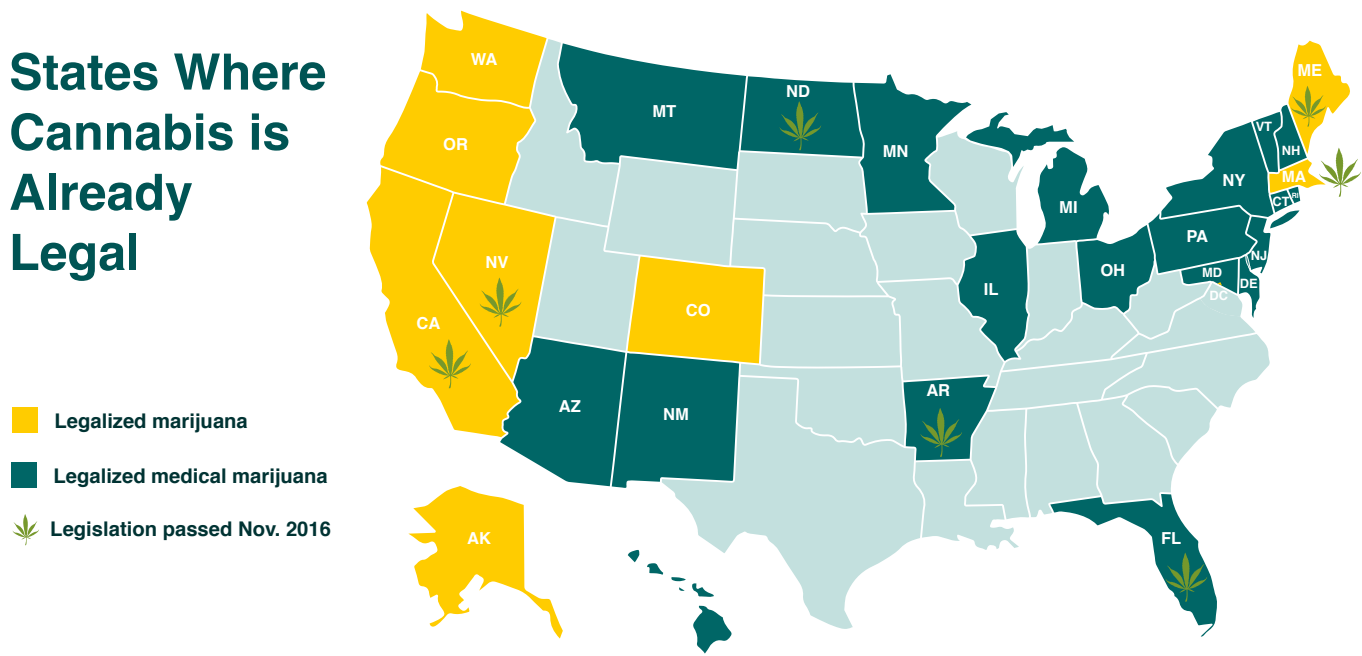 States Where
Cannabis is
Already
Legal
Legalized marijuana
Legalized medical marijuana
Legislation passed Nov. 2016
WA
OR
CA
NV
MT
ND
MN
CO
AZ
NM
AK
IL
AR
MI
OH
PA
NY
VT
NH
ME
MA
CT
RI
NJ
MD
DE
DC
FL